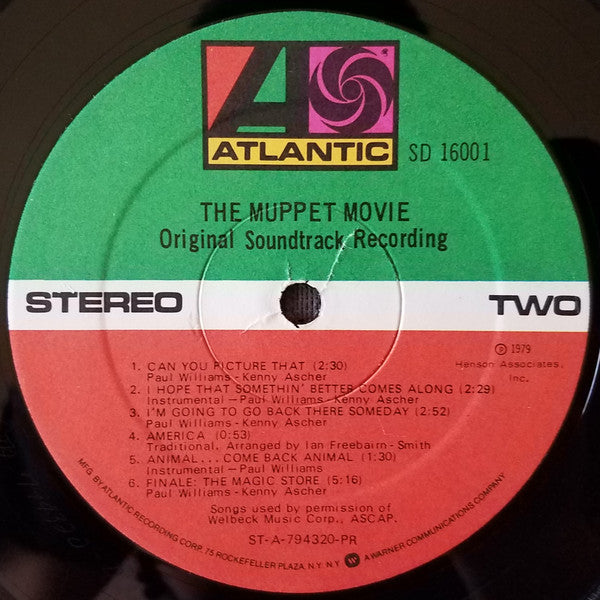 ATLANTIC
SD 16001
THE MUPPET MOVIE
Original Soundtrack Recording
STEREO
TWO
℗ 1979
Henson Associates,
Inc.
1. CAN YOU PICTURE THAT (2:30)
Paul Williams - Kenny Ascher
2. I HOPE THAT SOMETHIN' BETTER COMES ALONG (2:29)
Instrumental — Paul Williams - Kenny Ascher
3. I'M GOING TO GO BACK THERE SOMEDAY (2:52)
Paul Williams - Kenny Ascher
4. AMERICA (0:53)
Traditional, Arranged by Ian Freebairn - Smith
5. ANIMAL... COME BACK ANIMAL (1:30)
Instrumental — Paul Williams
6. FINALE: THE MAGIC STORE (5:16)
Paul Williams - Kenny Ascher
Songs used by permission of
Welbeck Music Corp., ASCAP.
ST-A-794320-PR
MFG. BY ATLANTIC RECORDING CORP. 75 ROCKEFELLER PLAZA, N.Y. N.Y. A WARNER COMMUNICATIONS COMPANY